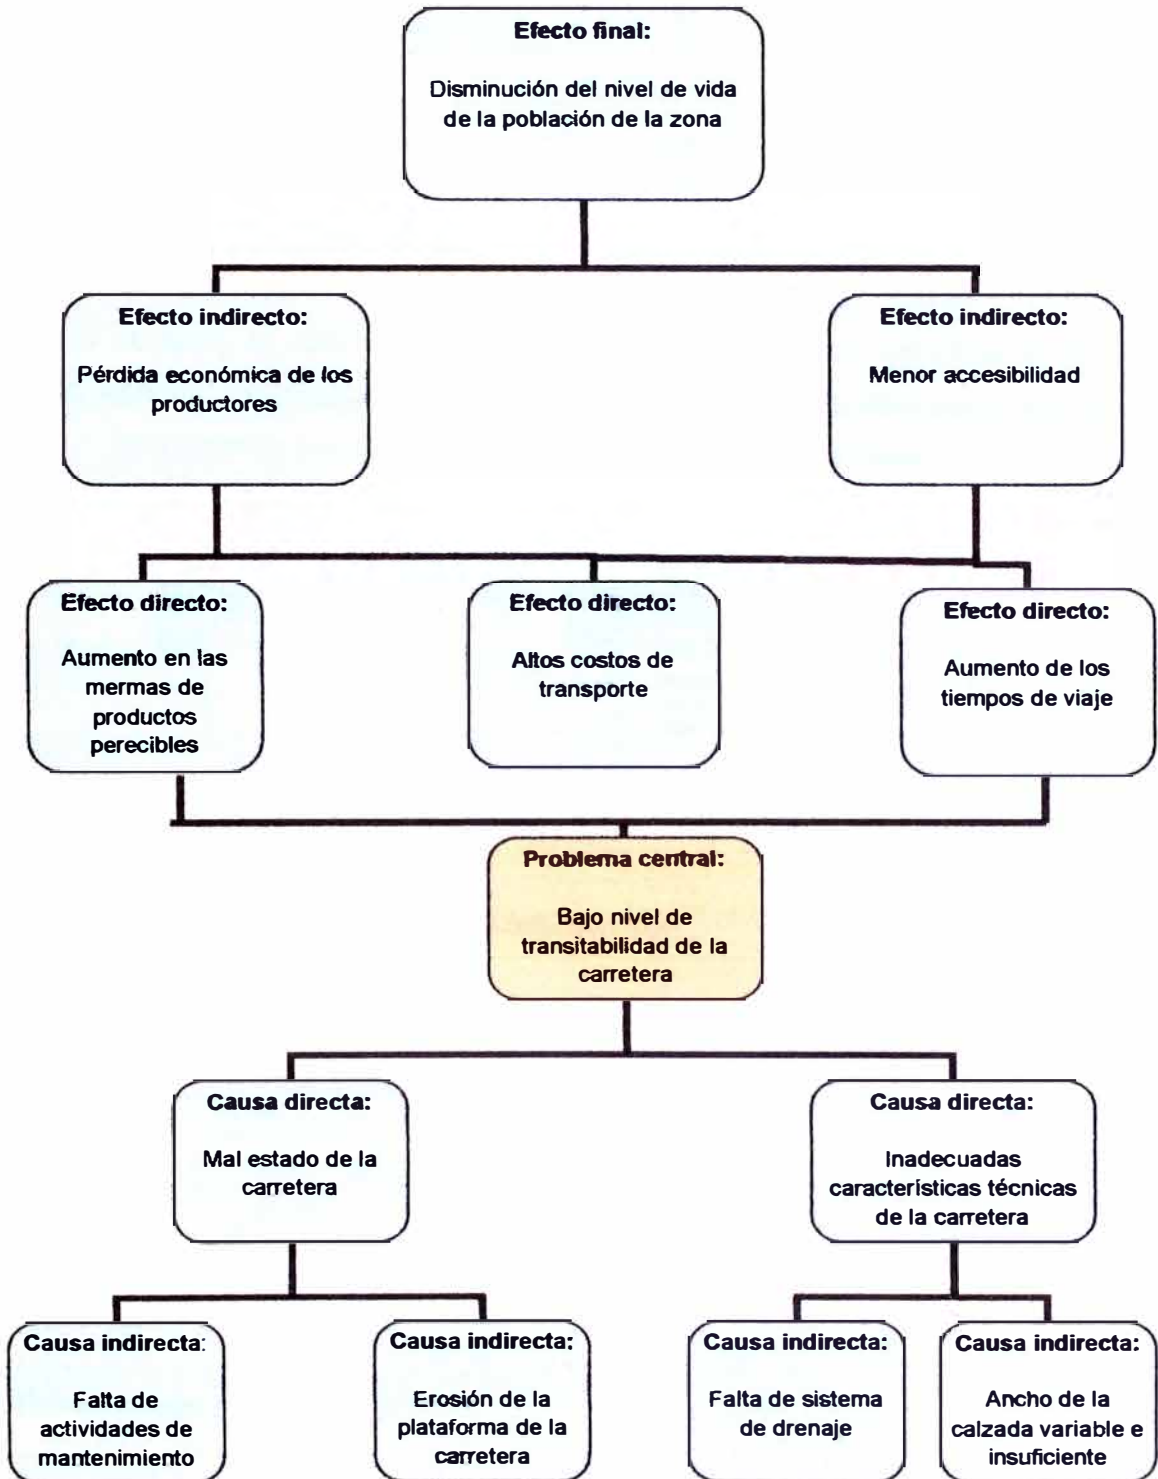 Efecto final:
Disminución del nivel de vida
de la población de la zona
Efecto indirecto:
Pérdida económica de los
productores
Efecto indirecto:
Menor accesibilidad
Efecto directo:
Aumento en las
mermas de
productos
perecibles
Efecto directo:
Altos costos de
transporte
Efecto directo:
Aumento de los
tiempos de viaje
Problema central:
Bajo nivel de
transitabilidad de la
carretera
Causa directa:
Mal estado de la
carretera
Causa directa:
Inadecuadas
características técnicas
de la carretera
Causa indirecta:
Falta de
actividades de
mantenimiento
Causa indirecta:
Erosión de la
plataforma de la
carretera
Causa indirecta:
Falta de sistema
de drenaje
Causa indirecta:
Ancho de la
calzada variable e
insuficiente